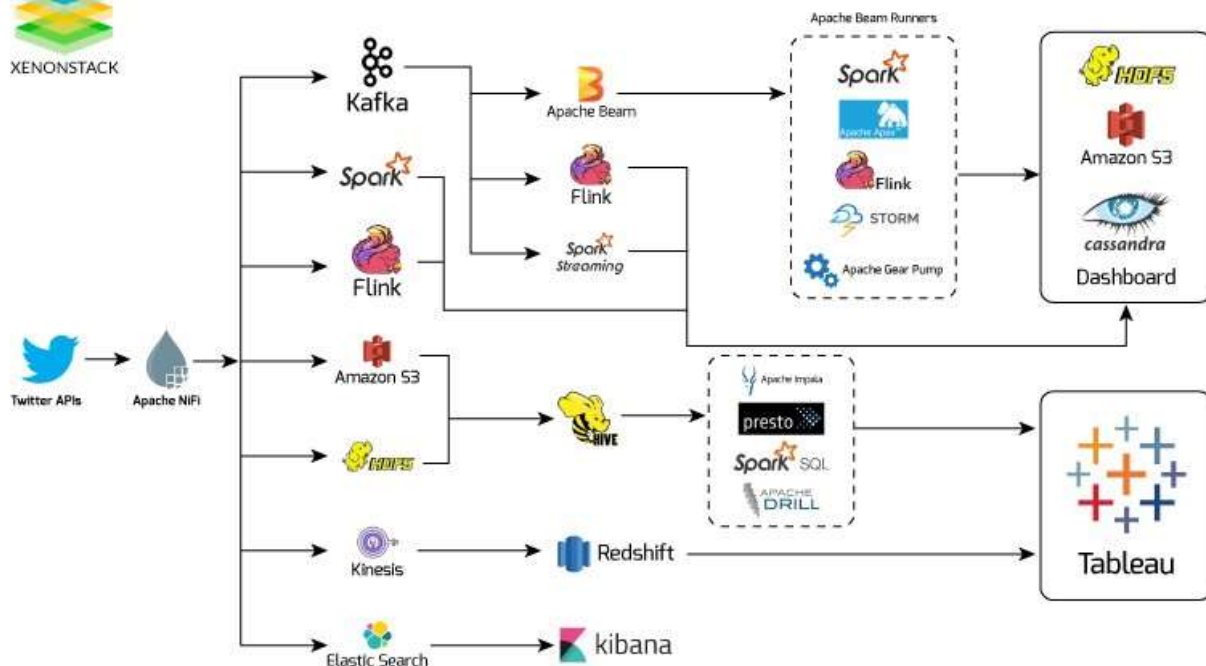 XENONSTACK
Apache Beam Runners
Kafka
Apache Beam
Spark
Apache Apex
Flink
STORM
Apache Gear Pump
HDFS
Amazon S3
cassandra
Dashboard
Spark
Flink
Flink
Spark
Streaming
Twitter APIs
Apache NiFi
Amazon S3
HDFS
HIVE
Apache Impala
presto
Spark SQL
APACHE
DRILL
Tableau
Kinesis
Redshift
Elastic Search
kibana